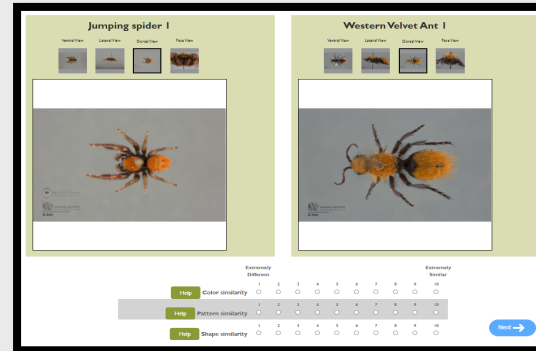 Jumping spider 1
Ventral View Lateral View Dorsal View Face View
Western Velvet Ant 1
Ventral View Lateral View Dorsal View Face View
Extremely Different
Extremely Similar
1 2 3 4 5 6 7 8 9 10
Help Color similarity
1 2 3 4 5 6 7 8 9 10
Help Pattern similarity
1 2 3 4 5 6 7 8 9 10
Help Shape similarity
Next